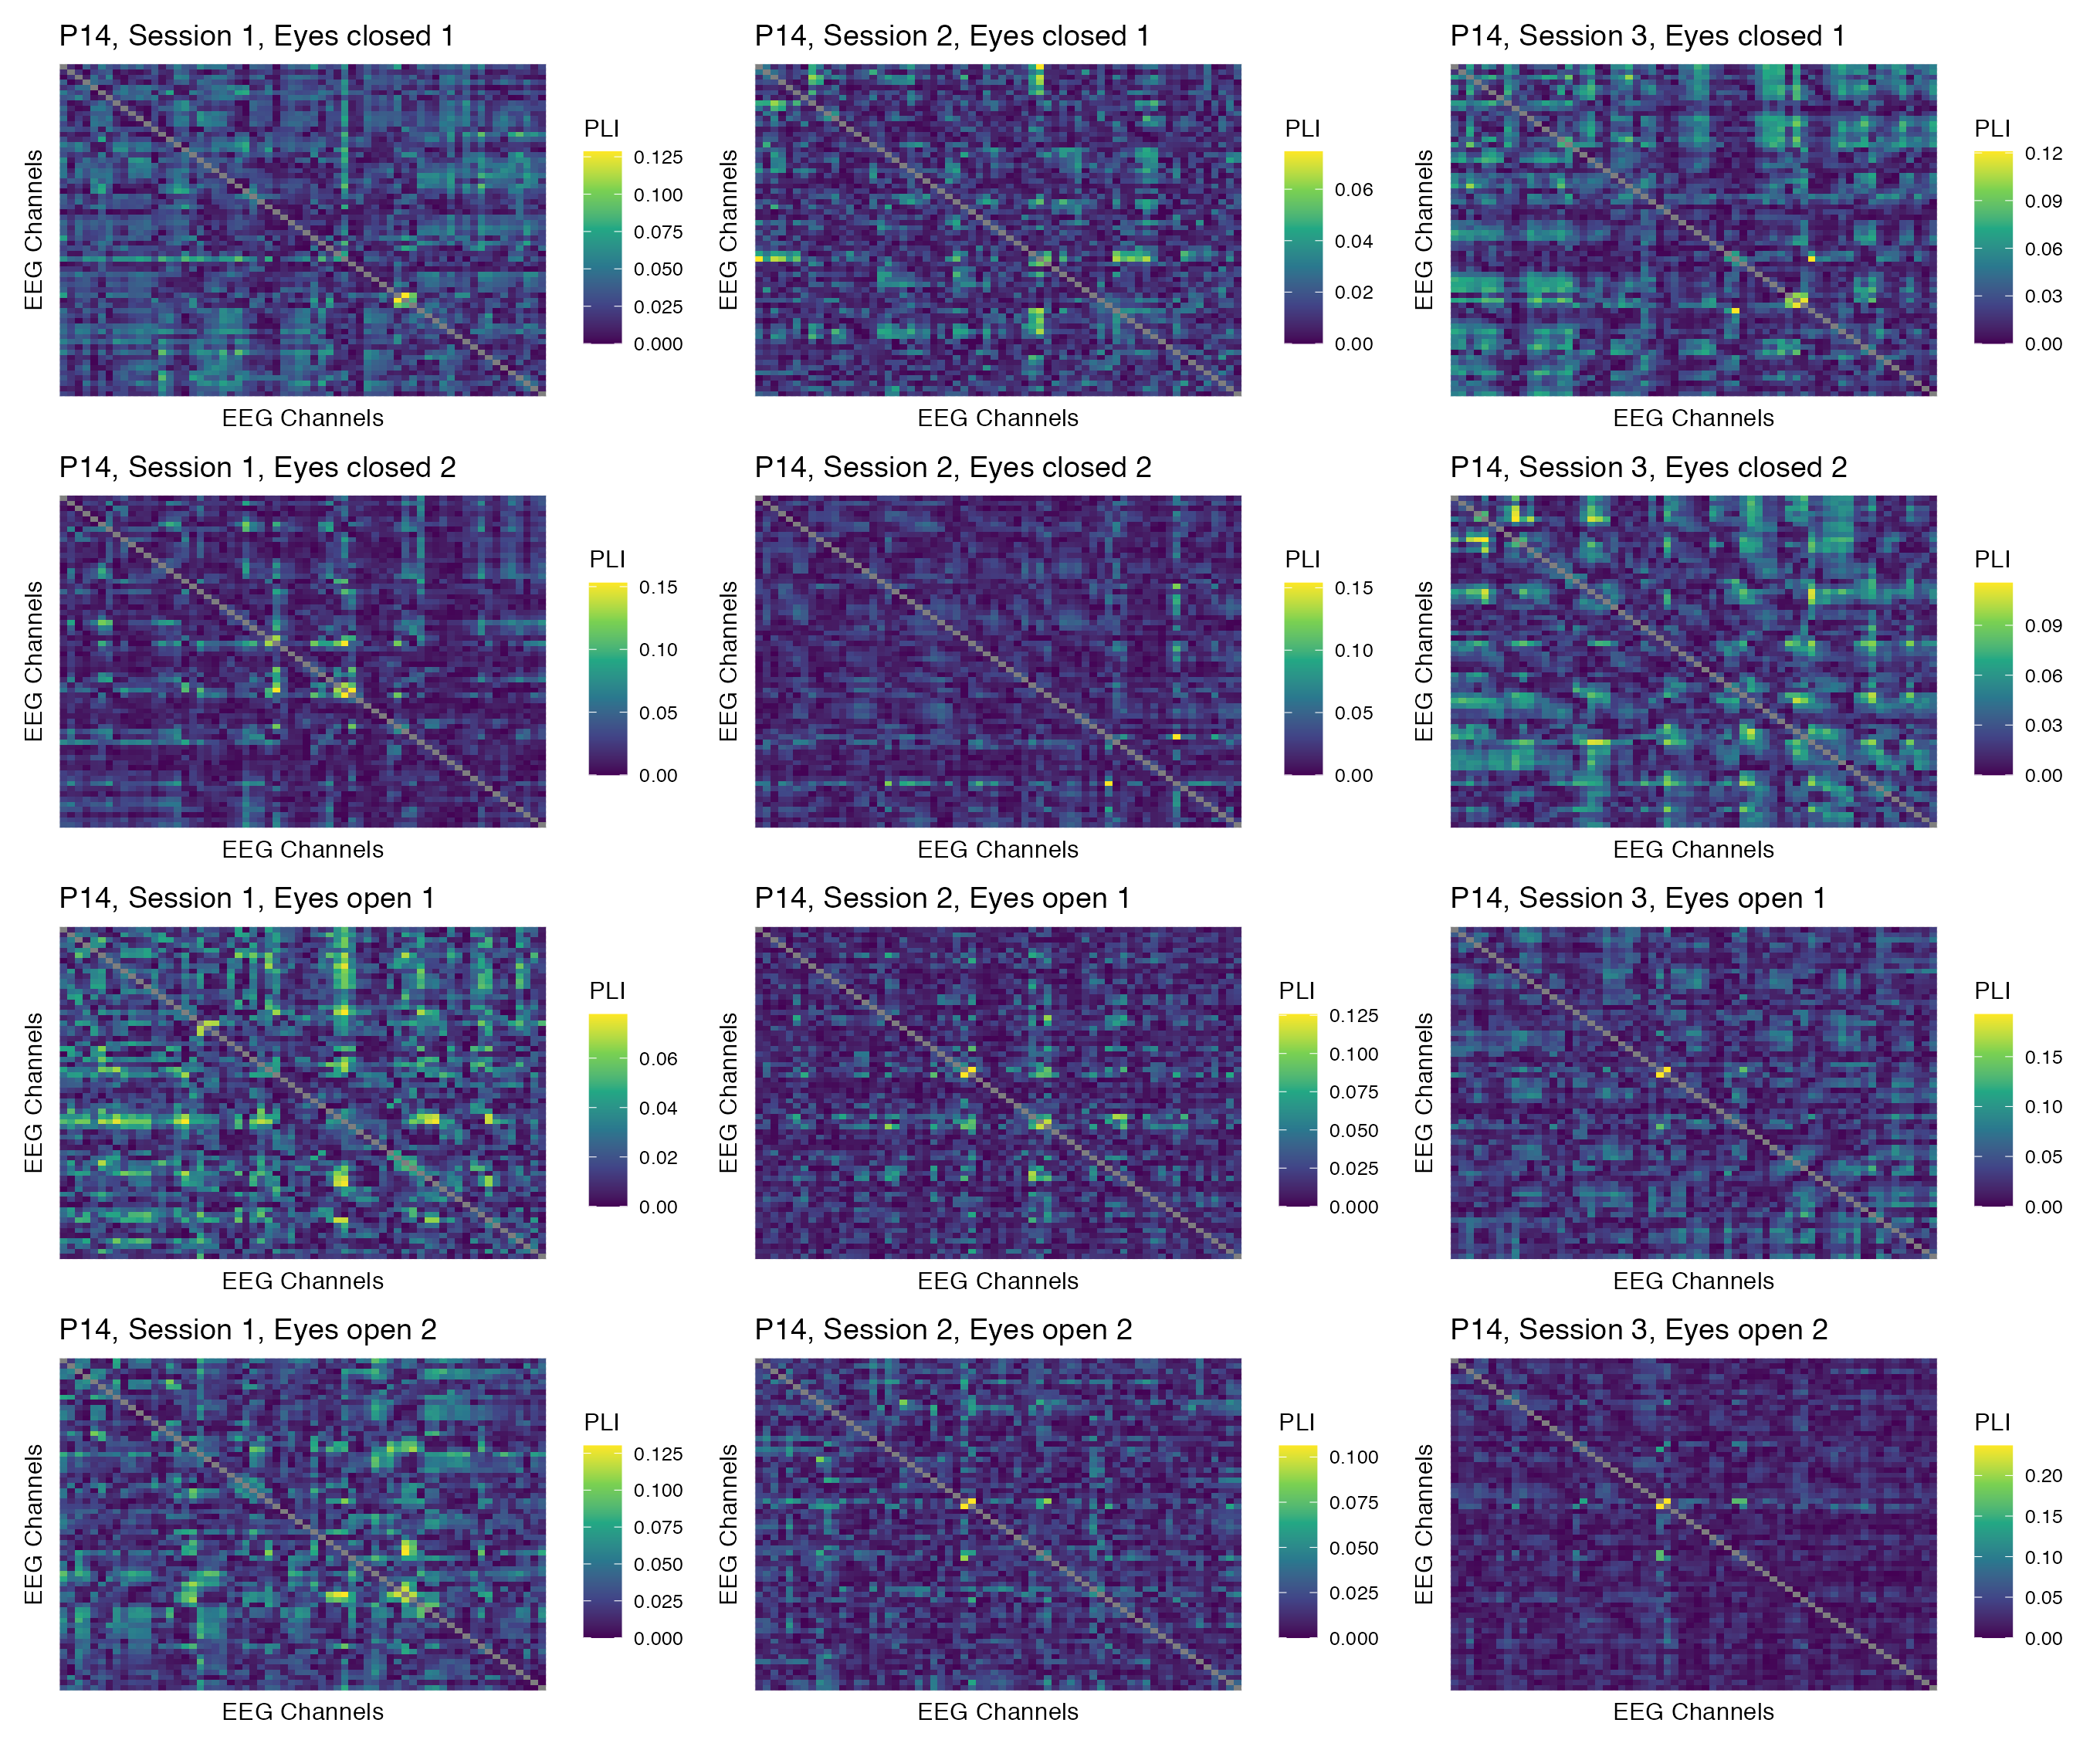 P14, Session 1, Eyes closed 1
EEG Channels
EEG Channels
PLI
0.125
0.100
0.075
0.050
0.025
0.000
P14, Session 2, Eyes closed 1
EEG Channels
EEG Channels
PLI
0.06
0.04
0.02
0.00
P14, Session 3, Eyes closed 1
EEG Channels
EEG Channels
PLI
0.12
0.09
0.06
0.03
0.00
P14, Session 1, Eyes closed 2
EEG Channels
EEG Channels
PLI
0.15
0.10
0.05
0.00
P14, Session 2, Eyes closed 2
EEG Channels
EEG Channels
PLI
0.15
0.10
0.05
0.00
P14, Session 3, Eyes closed 2
EEG Channels
EEG Channels
PLI
0.09
0.06
0.03
0.00
P14, Session 1, Eyes open 1
EEG Channels
EEG Channels
PLI
0.06
0.04
0.02
0.00
P14, Session 2, Eyes open 1
EEG Channels
EEG Channels
PLI
0.125
0.100
0.075
0.050
0.025
0.000
P14, Session 3, Eyes open 1
EEG Channels
EEG Channels
PLI
0.15
0.10
0.05
0.00
P14, Session 1, Eyes open 2
EEG Channels
EEG Channels
PLI
0.125
0.100
0.075
0.050
0.025
0.000
P14, Session 2, Eyes open 2
EEG Channels
EEG Channels
PLI
0.100
0.075
0.050
0.025
0.000
P14, Session 3, Eyes open 2
EEG Channels
EEG Channels
PLI
0.20
0.15
0.10
0.05
0.00